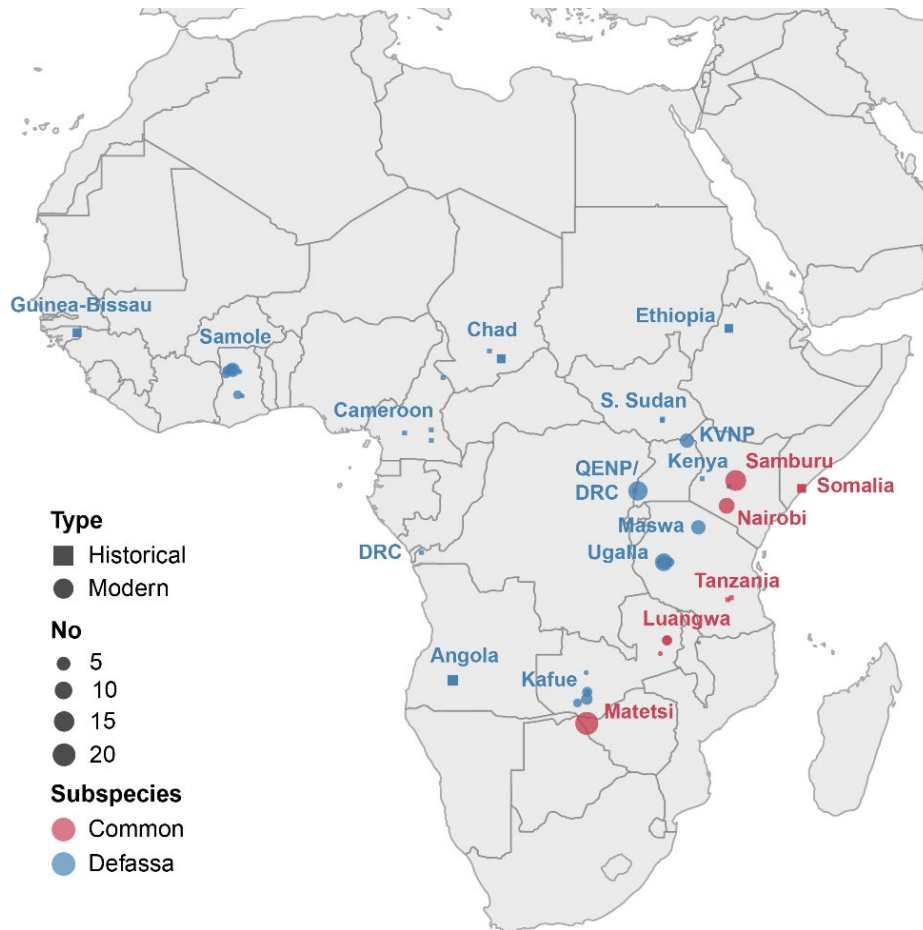 Guinea-Bissau
Samole
Chad
Ethiopia
Cameroon
S. Sudan
KVNP
Kenya
Samburu
QENP/
DRC
Somalia
Nairobi
Maswa
DRC
Ugalla
Tanzania
Luangwa
Angola
Kafue
Matetsi
Type
Historical
Modern
No
5
10
15
20
Subspecies
Common
Defassa